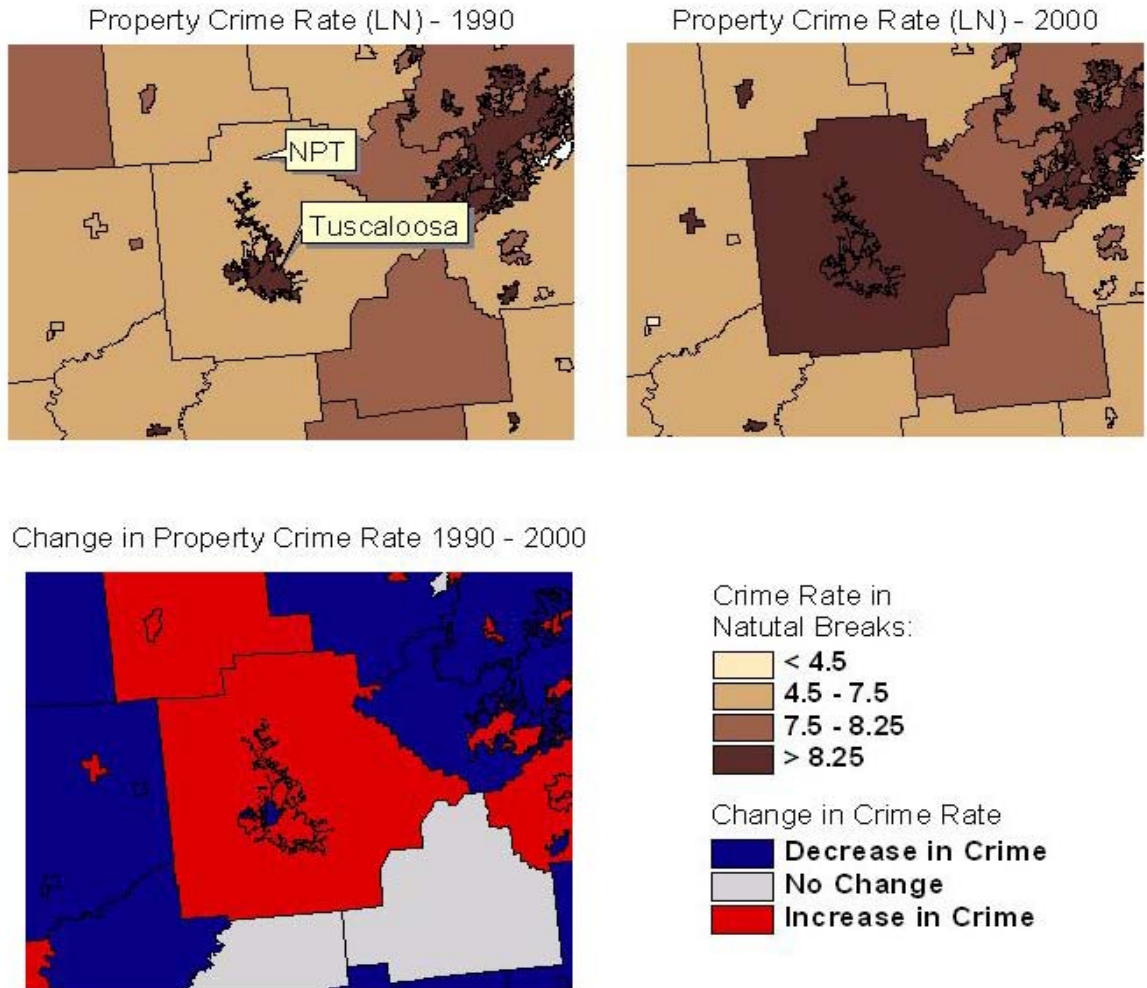 Property Crime Rate (LN) - 1990
Property Crime Rate (LN) - 2000
NPT
Tuscaloosa
Change in Property Crime Rate 1990 - 2000
Crime Rate in
Natutal Breaks:
< 4.5
4.5 - 7.5
7.5 - 8.25
> 8.25
Change in Crime Rate
Decrease in Crime
No Change
Increase in Crime